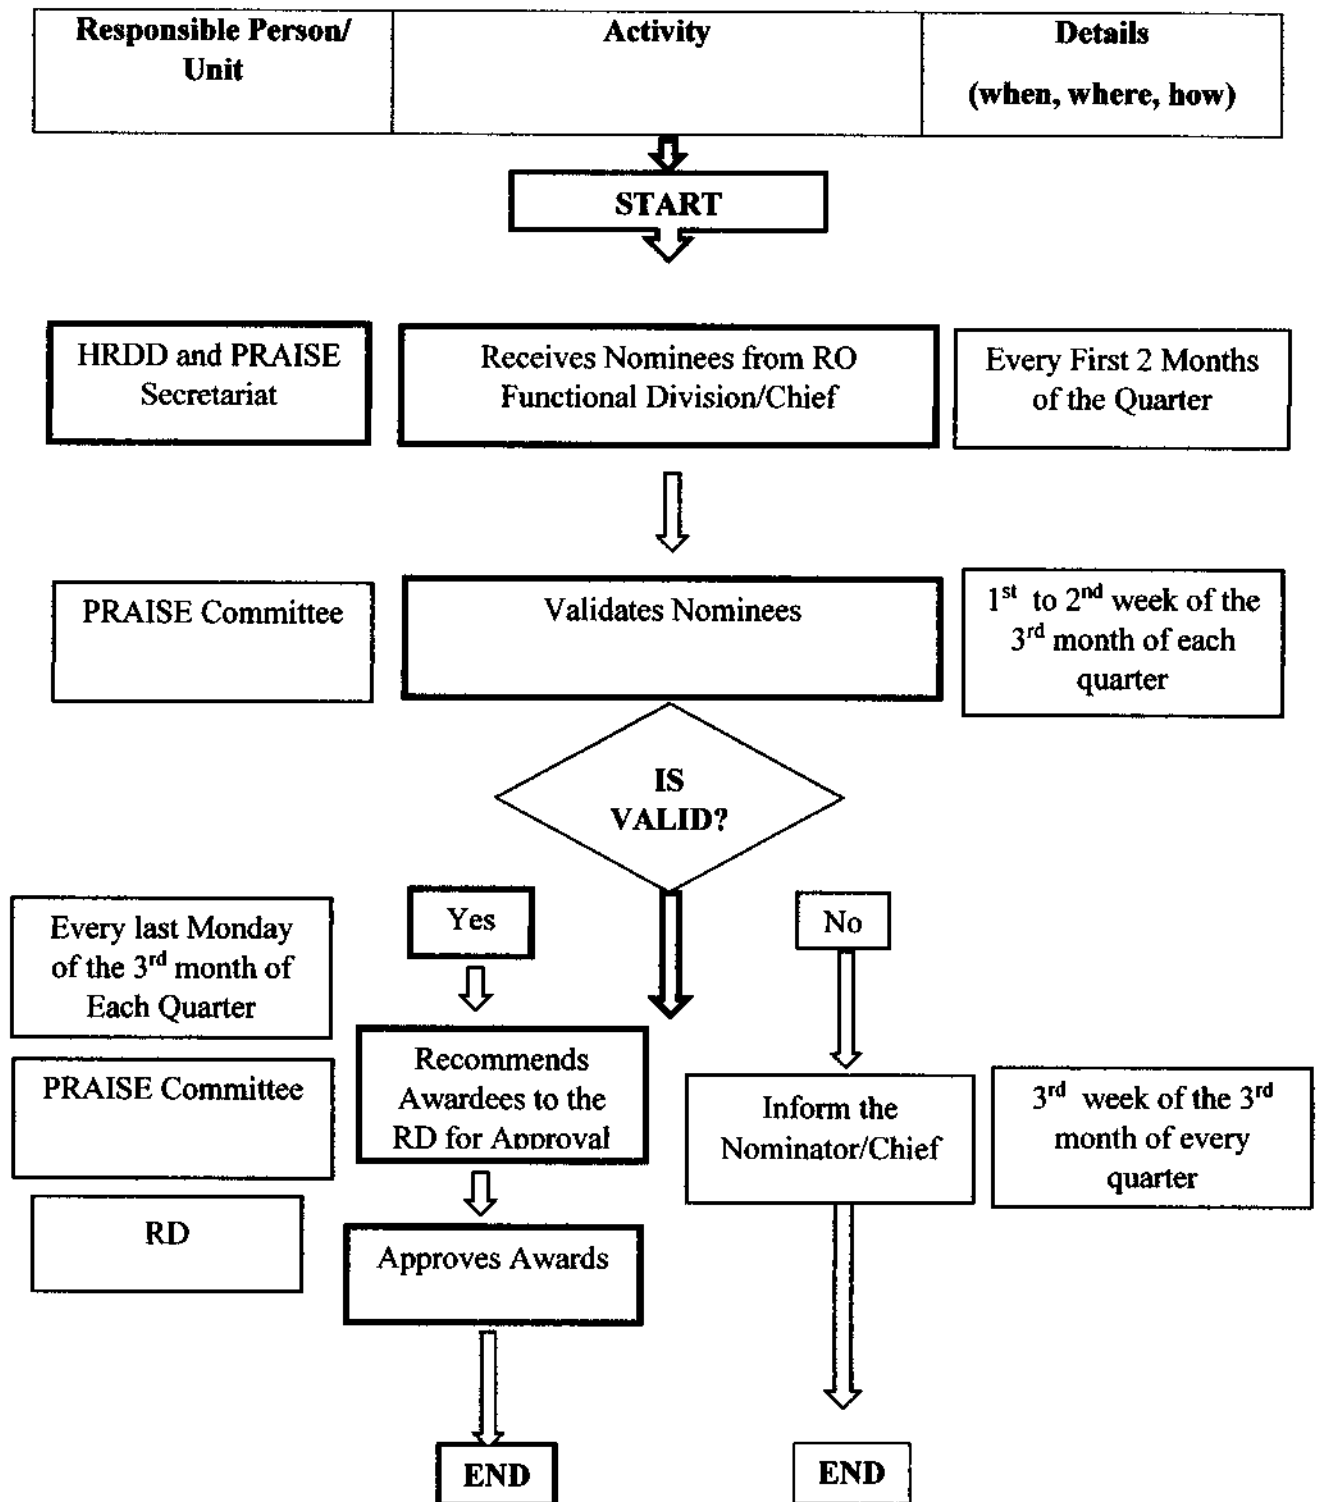 Responsible Person/
Unit
Activity
Details
(when, where, how)
START
HRDD and PRAISE
Secretariat
Receives Nominees from RO
Functional Division/Chief
Every First 2 Months
of the Quarter
PRAISE Committee
Validates Nominees
1st to 2nd week of the
3rd month of each
quarter
IS
VALID?
Yes
No
Every last Monday
of the 3rd month of
Each Quarter
PRAISE Committee
Recommends
Awardees to the
RD for Approval
Inform the
Nominator/Chief
3rd week of the 3rd
month of every
quarter
RD
Approves Awards
END
END